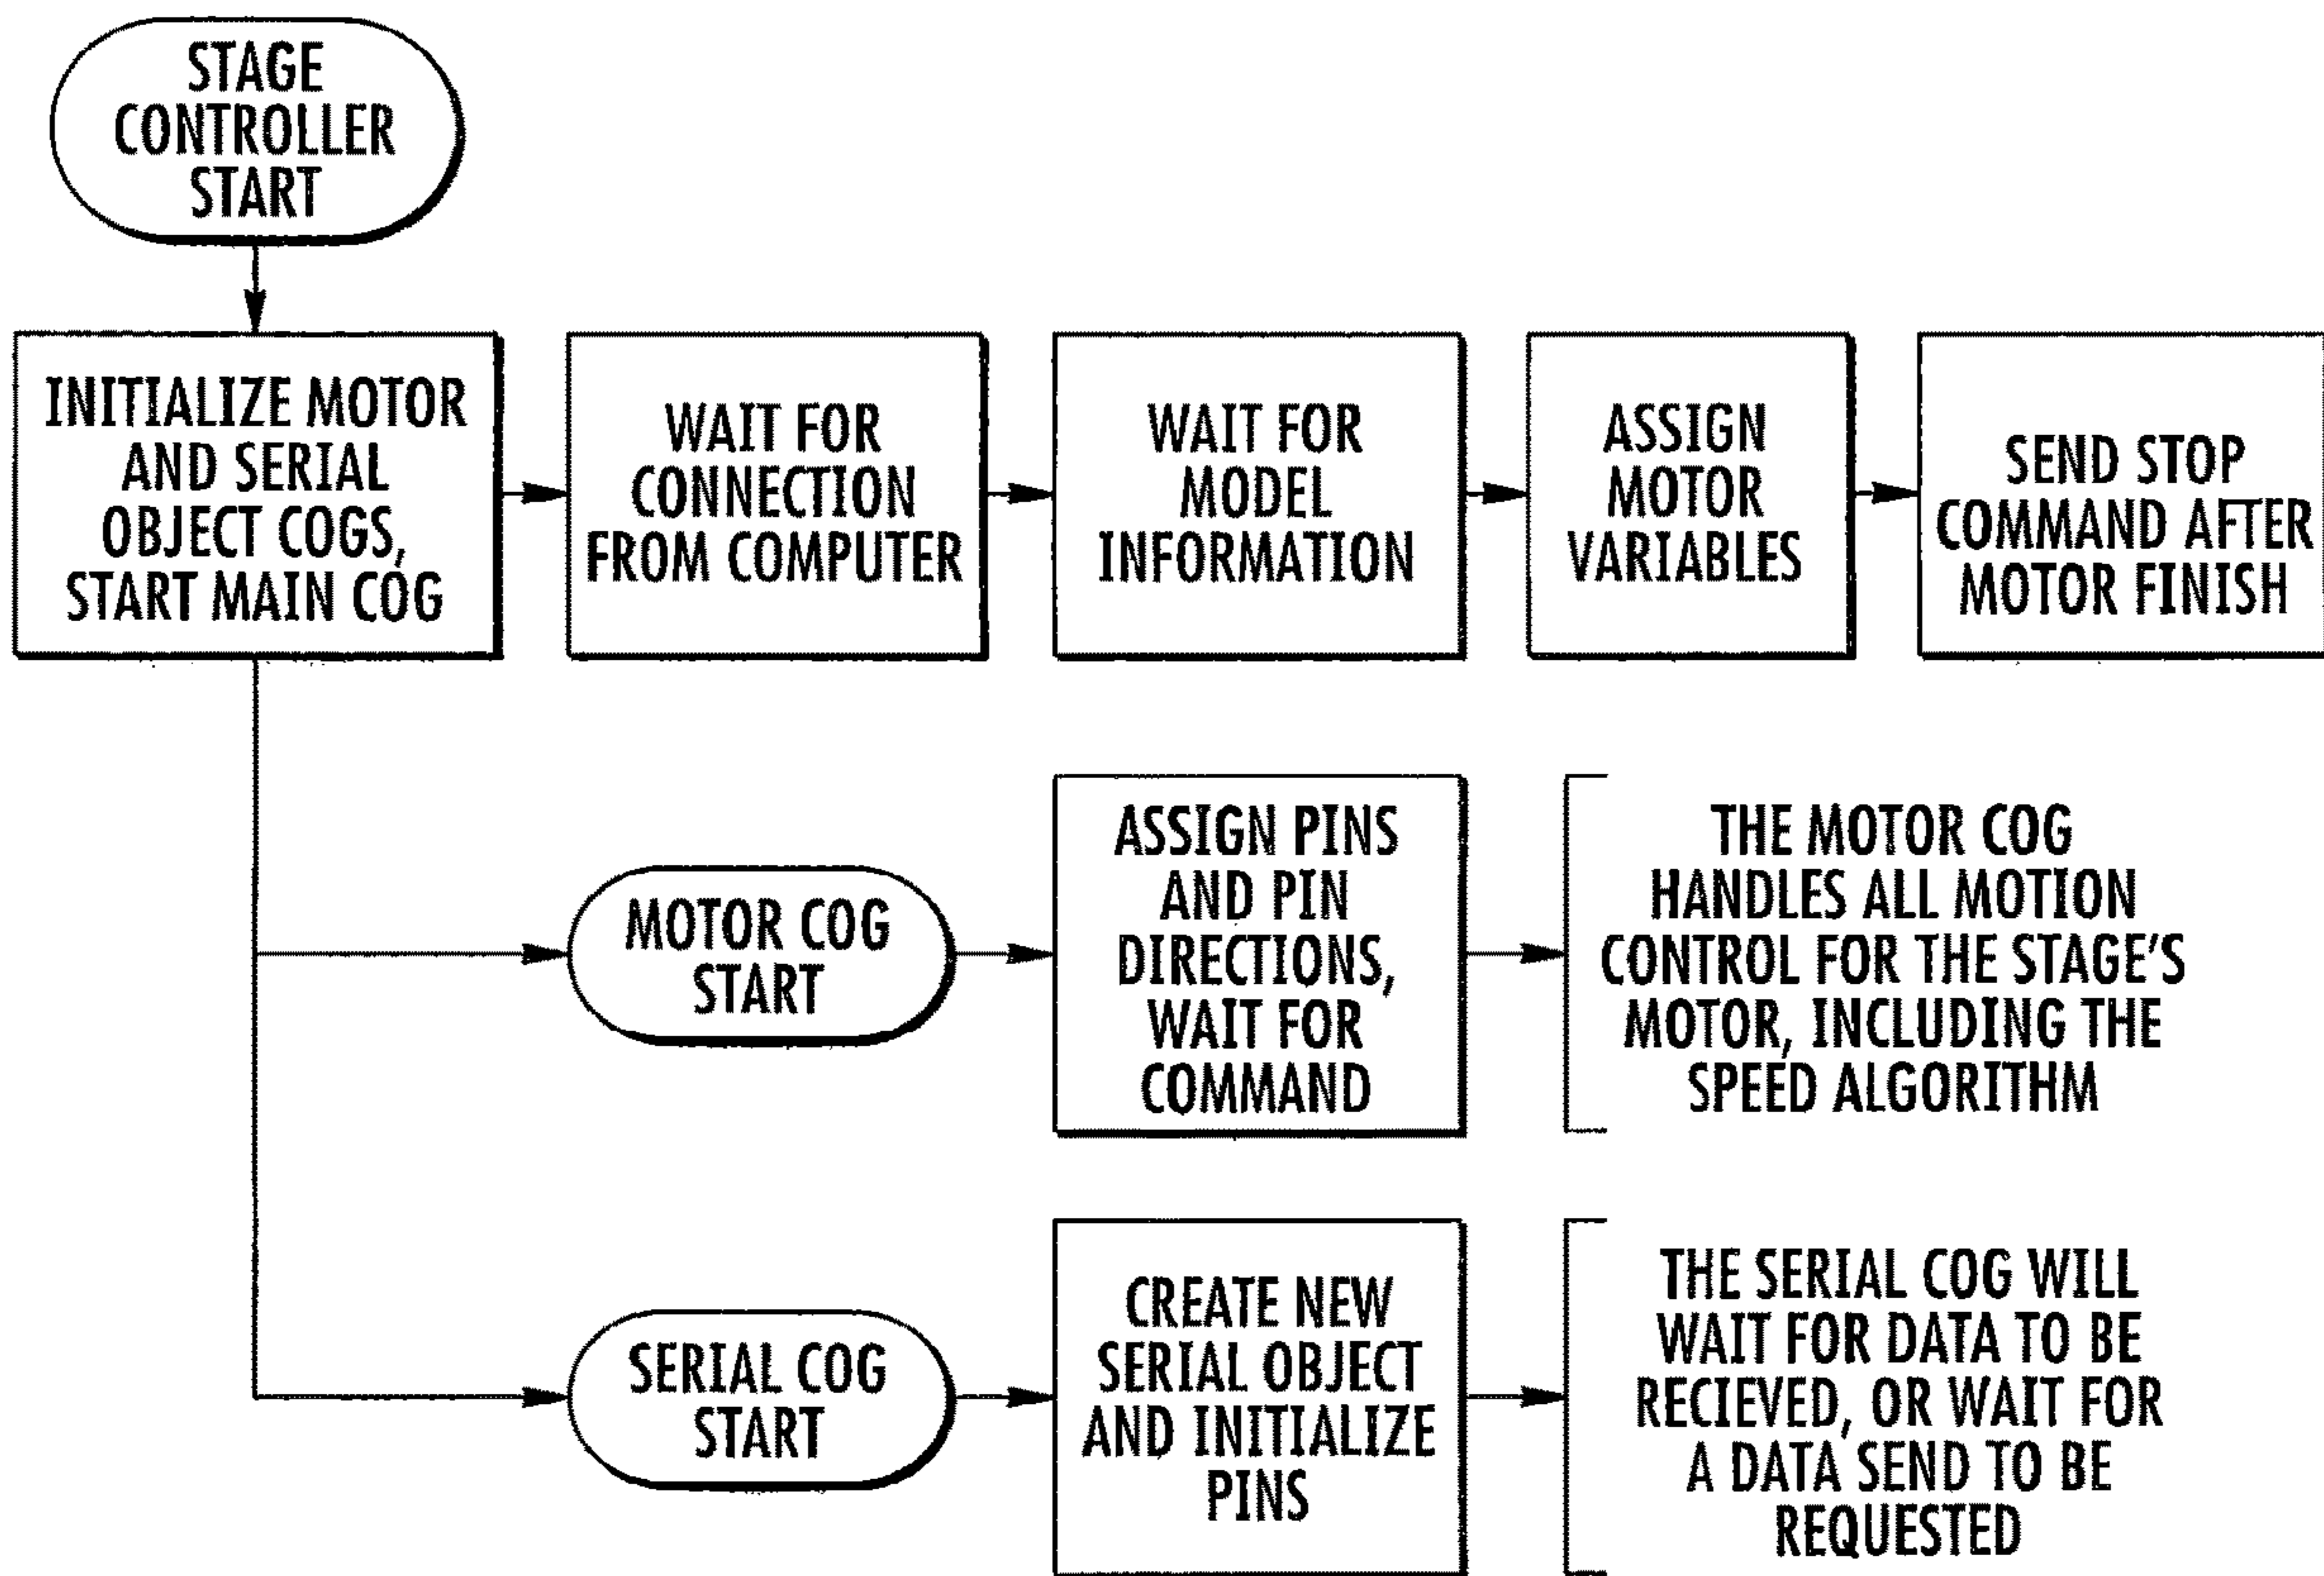 STAGE
CONTROLLER
START
INITIALIZE MOTOR
AND SERIAL
OBJECT COGS,
START MAIN COG
WAIT FOR
CONNECTION
FROM COMPUTER
WAIT FOR
MODEL
INFORMATION
ASSIGN
MOTOR
VARIABLES
SEND STOP
COMMAND AFTER
MOTOR FINISH
MOTOR COG
START
ASSIGN PINS
AND PIN
DIRECTIONS,
WAIT FOR
COMMAND
THE MOTOR COG
HANDLES ALL MOTION
CONTROL FOR THE STAGE'S
MOTOR, INCLUDING THE
SPEED ALGORITHM
SERIAL COG
START
CREATE NEW
SERIAL OBJECT
AND INITIALIZE
PINS
THE SERIAL COG WILL
WAIT FOR DATA TO BE
RECIEVED, OR WAIT FOR
A DATA SEND TO BE
REQUESTED